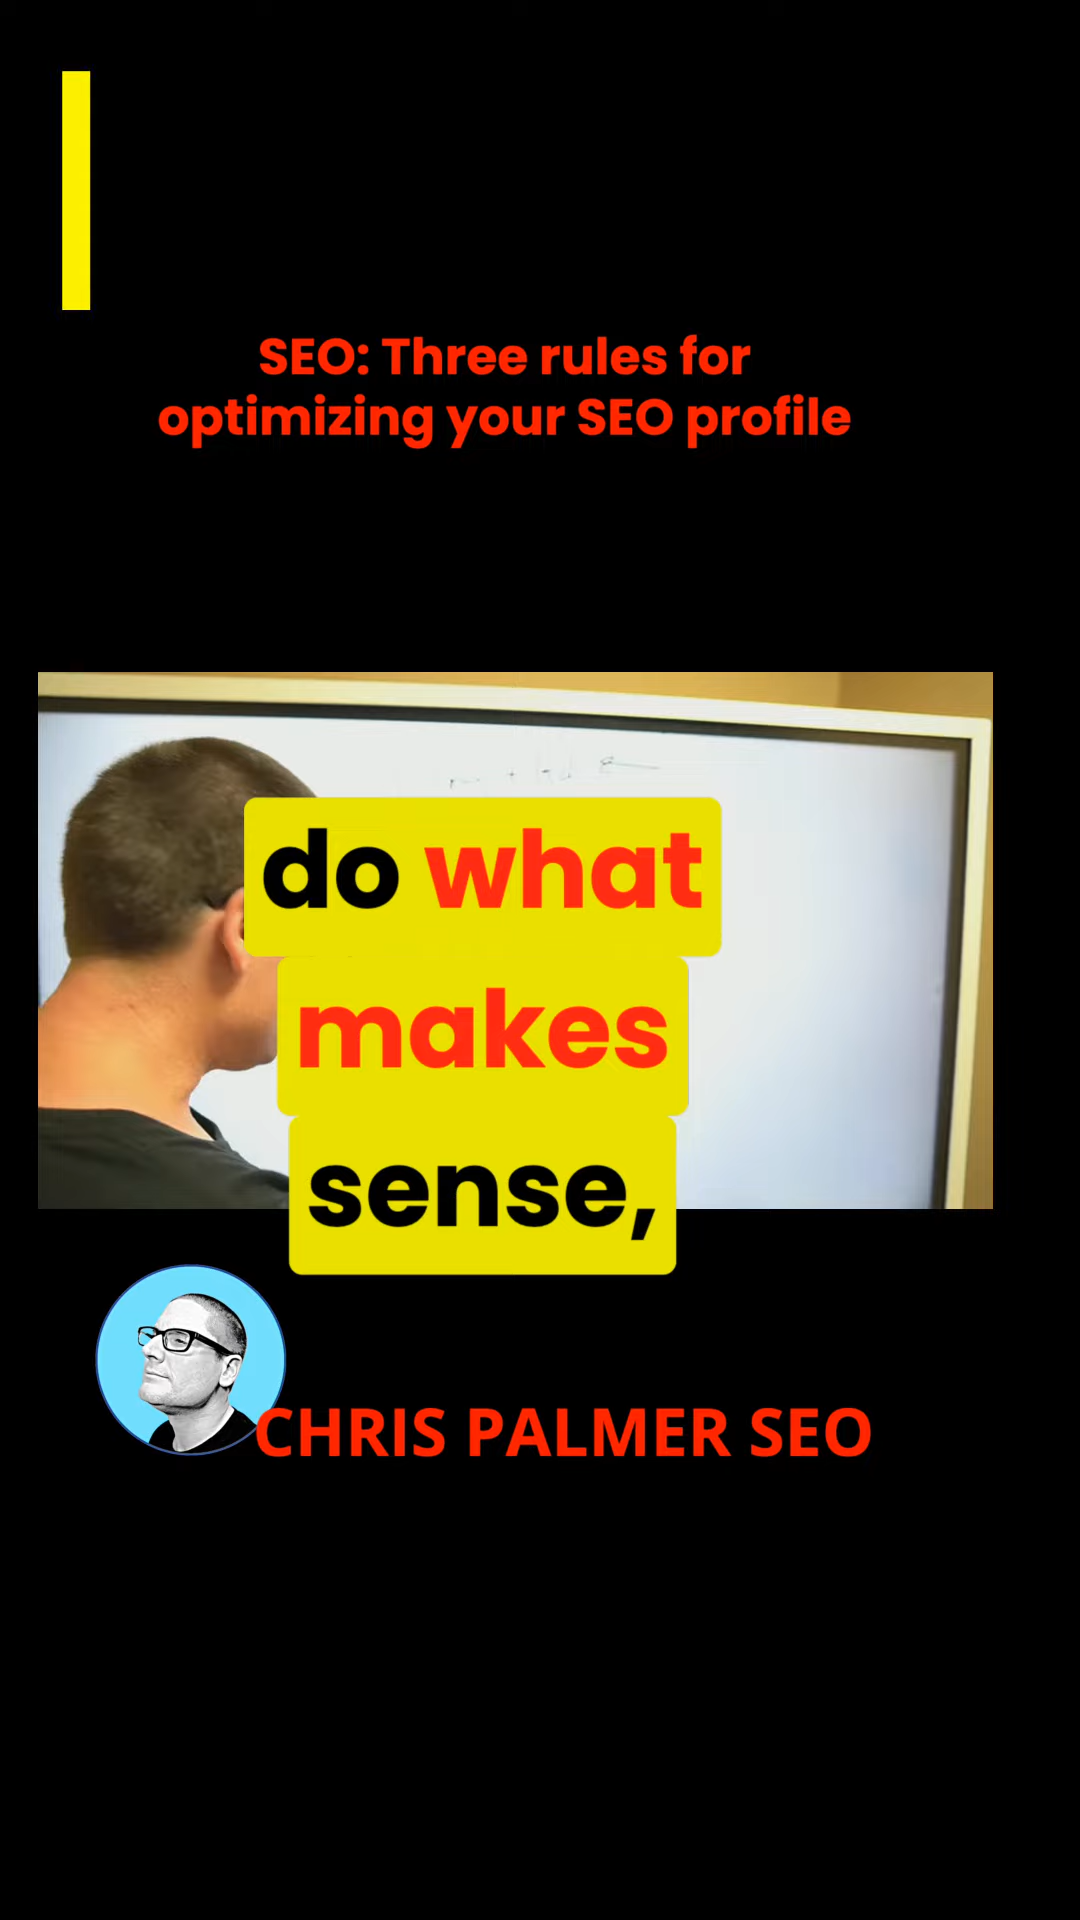 SEO: Three rules for
optimizing your SEO profile
do what
makes
sense,
CHRIS PALMER SEO